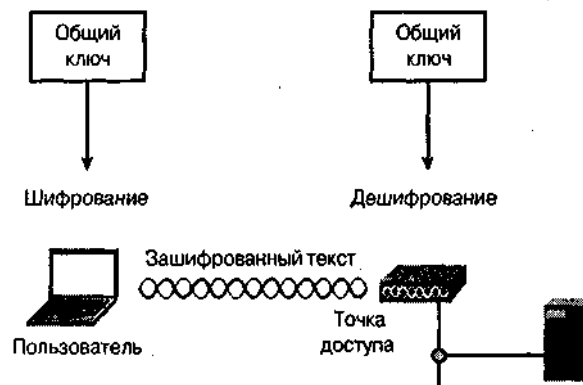 Общий
ключ
Общий
ключ
Шифрование
Дешифрование
Зашифрованный текст
Пользователь
Точка
доступа